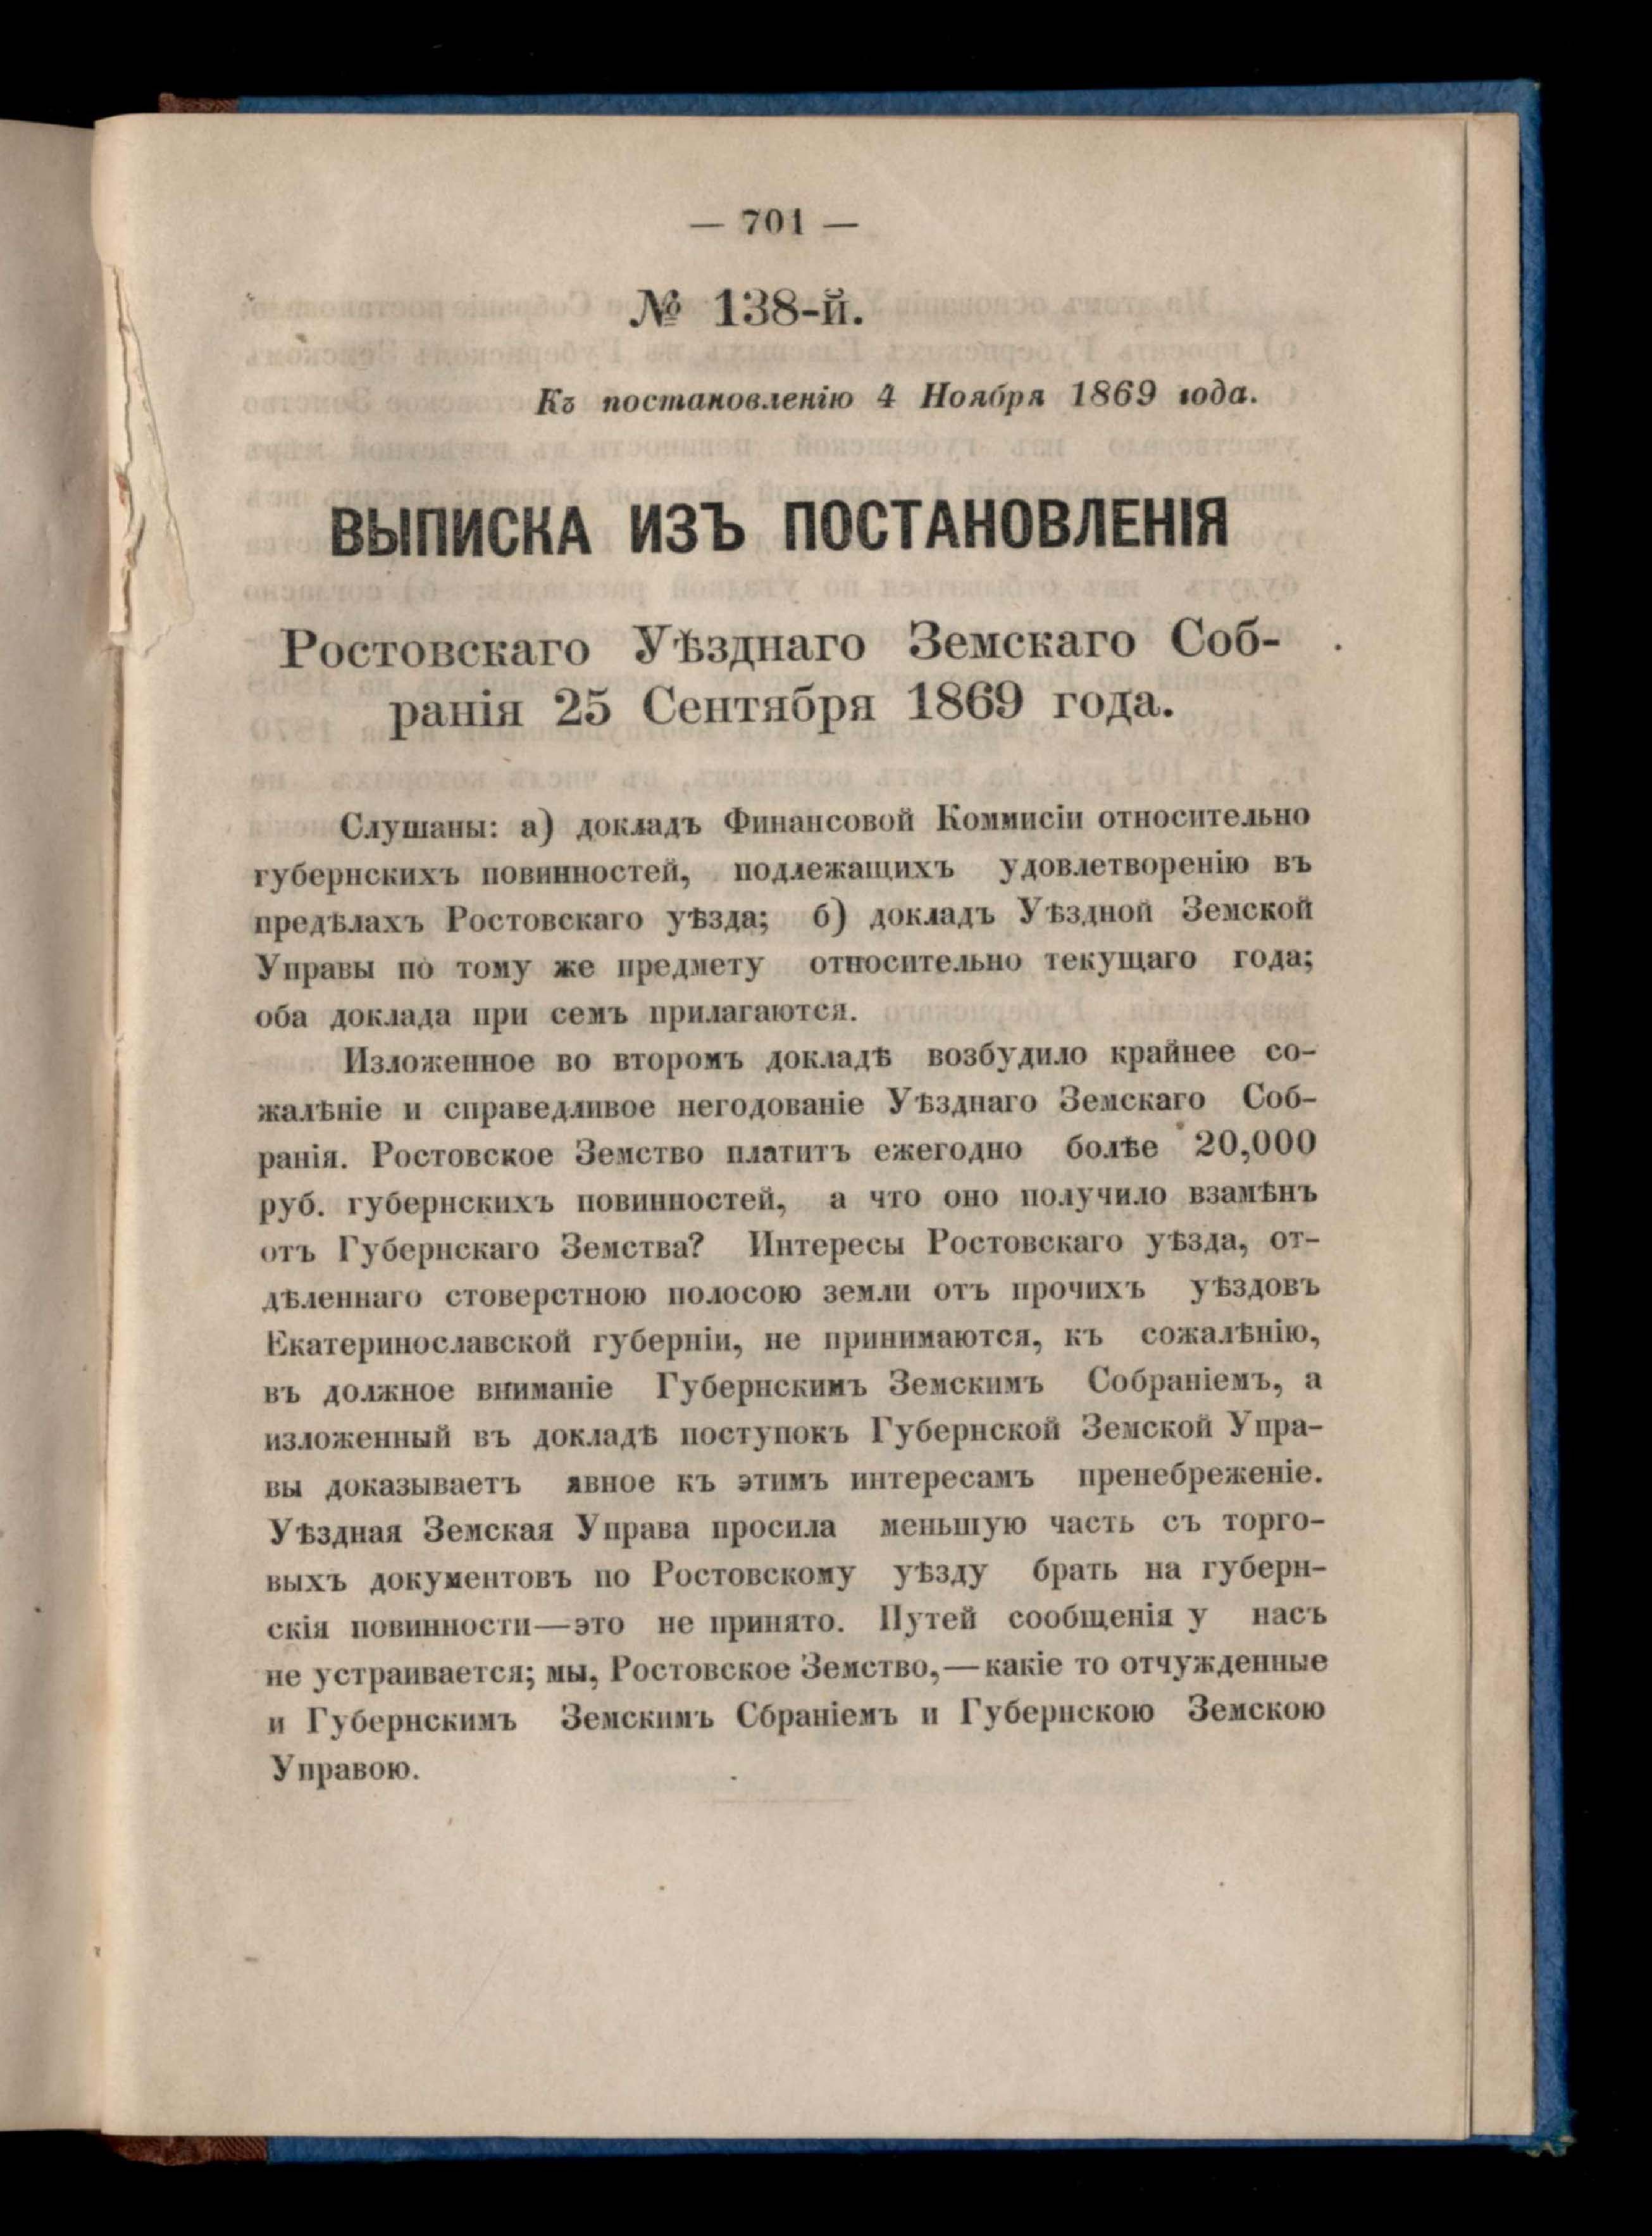 — 701 —
№ 138-й.
Къ постановленію 4 Ноября 1869 года.
ВЫПИСКА ИЗЪ ПОСТАНОВЛЕНІЯ
Ростовскаго Уѣзднаго Земскаго Соб-
ранія 25 Сентября 1869 года.
Слушаны: а) докладъ Финансовой Коммисіи относительно
губернскихъ повинностей, подлежащихъ удовлетворенію въ
предѣлахъ Ростовскаго уѣзда; б) докладъ Уѣздной Земской
Управы по тому же предмету относительно текущаго года;
оба доклада при семъ прилагаются.
Изложенное во второмъ докладѣ возбудило крайнее со-
жалѣніе и справедливое негодованіе Уѣзднаго Земскаго Соб-
ранія. Ростовское Земство платитъ ежегодно болѣе 20,000
руб. губернскихъ повинностей, а что оно получило взамѣнъ
отъ Губернскаго Земства? Интересы Ростовскаго уѣзда, от-
дѣленнаго стоверстною полосою земли отъ прочихъ уѣздовъ
Екатеринославской губерніи, не принимаются, къ сожалѣнію,
въ должное вниманіе Губернскимъ Земскимъ Собраніемъ, а
изложенный въ докладѣ поступокъ Губернской Земской Упра-
вы доказываетъ явное къ этимъ интересамъ пренебреженіе.
Уѣздная Земская Управа просила меньшую часть съ торго-
выхъ документовъ по Ростовскому уѣзду брать на губерн-
скія повинности—это не принято. Путей сообщенія у насъ
не устраивается; мы, Ростовское Земство,—какіе то отчужденные
и Губернскимъ Земскимъ Сбраніемъ и Губернскою Земскою
Управою.